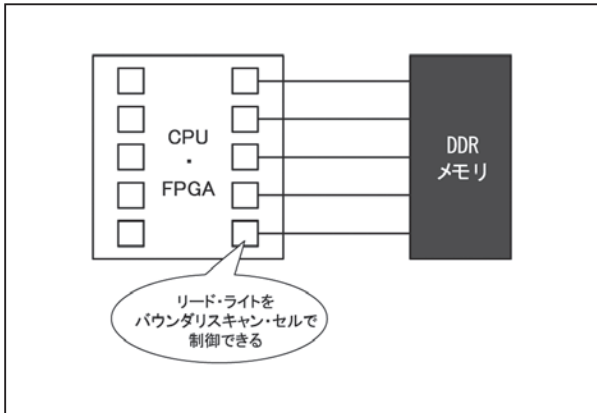 CPU
・
FPGA
DDR
メモリ
リード・ライトを
バウンダリスキャン・セルで
制御できる